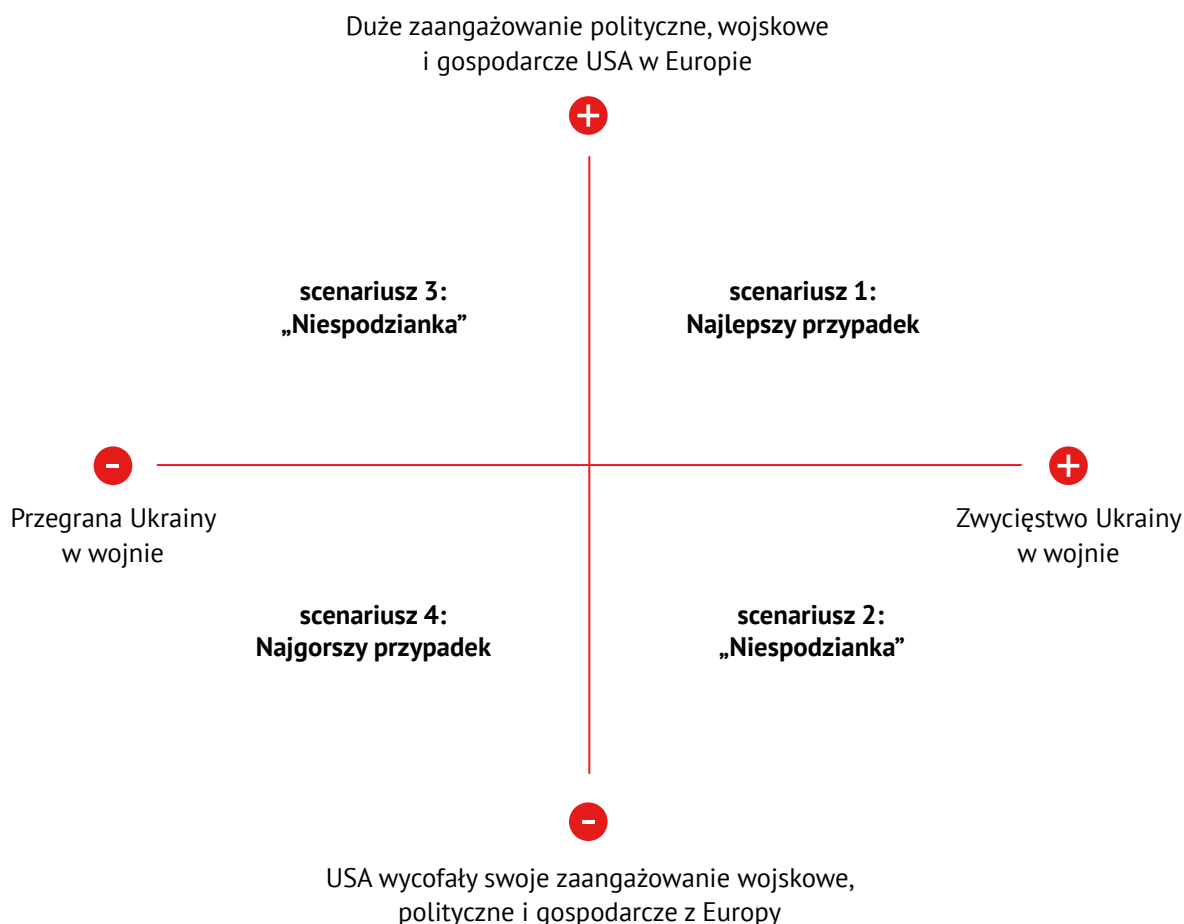 Duże zaangażowanie polityczne, wojskowe
i gospodarcze USA w Europie
+
scenariusz 3:
„Niespodzianka”
scenariusz 1:
Najlepszy przypadek
-
+
Przegrana Ukrainy
w wojnie
Zwycięstwo Ukrainy
w wojnie
scenariusz 4:
Najgorszy przypadek
scenariusz 2:
„Niespodzianka”
-
USA wycofały swoje zaangażowanie wojskowe,
polityczne i gospodarcze z Europy